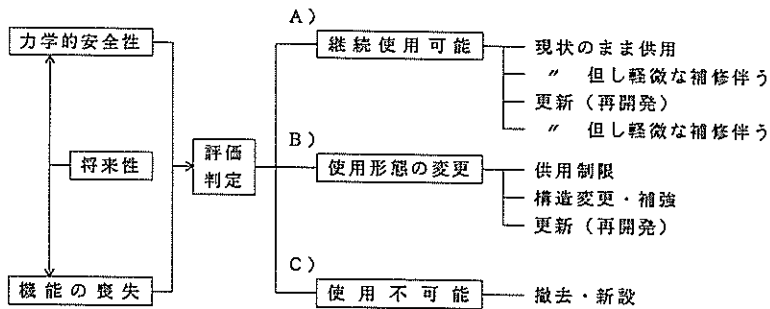 力学的安全性
将来性
機能の喪失
評価
判定
A)
継続使用可能
現状のまま供用
〃 但し軽微な補修伴う
更新（再開発）
〃 但し軽微な補修伴う
B)
使用形態の変更
供用制限
構造変更・補強
更新（再開発）
C)
使用不可能
撤去・新設